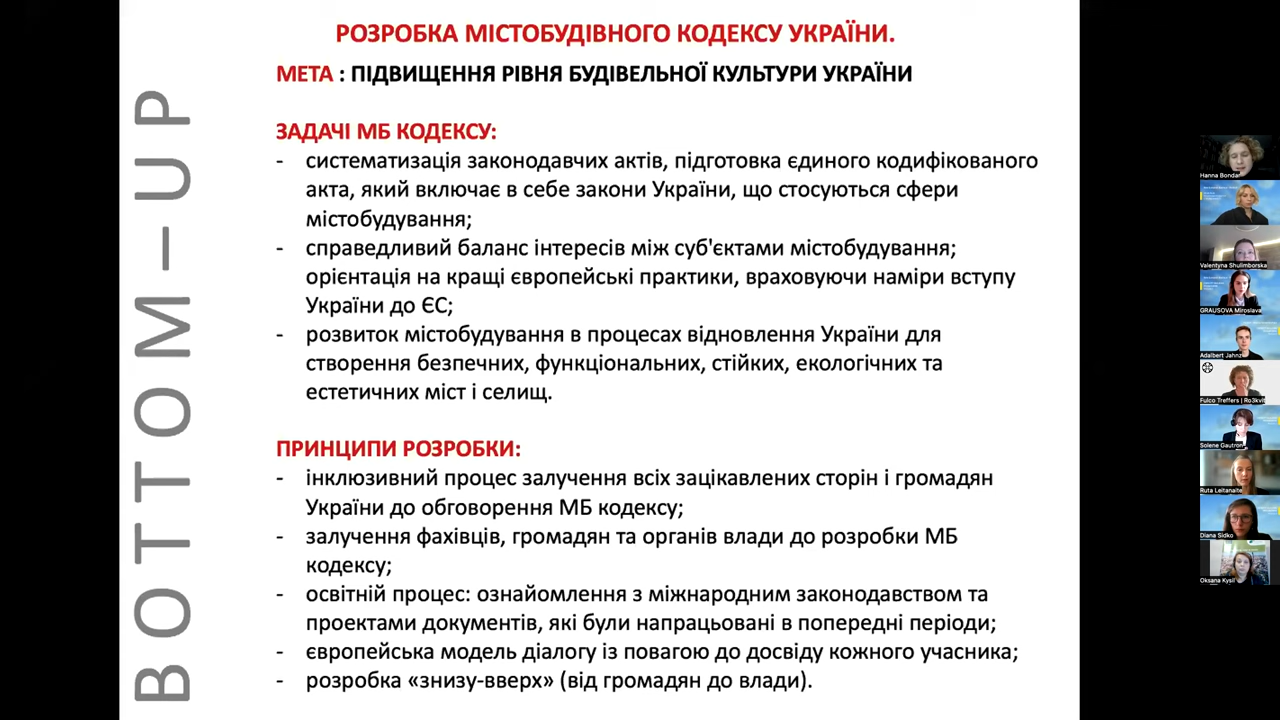 РОЗРОБКА МІСТОБУДІВНОГО КОДЕКСУ УКРАЇНИ.
МЕТА : ПІДВИЩЕННЯ РІВНЯ БУДІВЕЛЬНОЇ КУЛЬТУРИ УКРАЇНИ
BOTTOM–UP
ЗАДАЧІ МБ КОДЕКСУ:
- систематизація законодавчих актів, підготовка єдиного кодифікованого
акта, який включає в себе закони України, що стосуються сфери
містобудування;
- справедливий баланс інтересів між суб'єктами містобудування;
орієнтація на кращі європейські практики, враховуючи наміри вступу
України до ЄС;
- розвиток містобудування в процесах відновлення України для
створення безпечних, функціональних, стійких, екологічних та
естетичних міст і селищ.
ПРИНЦИПИ РОЗРОБКИ:
- інклюзивний процес залучення всіх зацікавлених сторін і громадян
України до обговорення МБ кодексу;
- залучення фахівців, громадян та органів влади до розробки МБ
кодексу;
- освітній процес: ознайомлення з міжнародним законодавством та
проектами документів, які були напрацьовані в попередні періоди;
- європейська модель діалогу із повагою до досвіду кожного учасника;
- розробка «знизу-вверх» (від громадян до влади).
Hanna Bondar
Valentyna Shulimborska
GRAUSOVA Miroslava
Adalbert Jahnz
Fulco Treffers | Ro3kvit
Solene Gautron
Ruta Leitanaite
Diana Sidko
Oksana Kysil